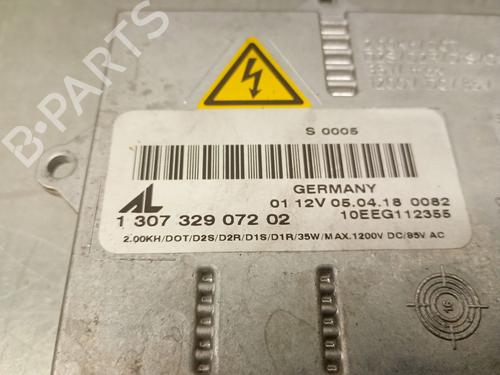 B-PARTS
S 0005
GERMANY
AL
01 12V 05.04.18 0082
1 307 329 072 02
10EEG112355
2.00KH/DOT/D2S/D2R/D1S/D1R/35W/MAX.1200V DC/85V AC